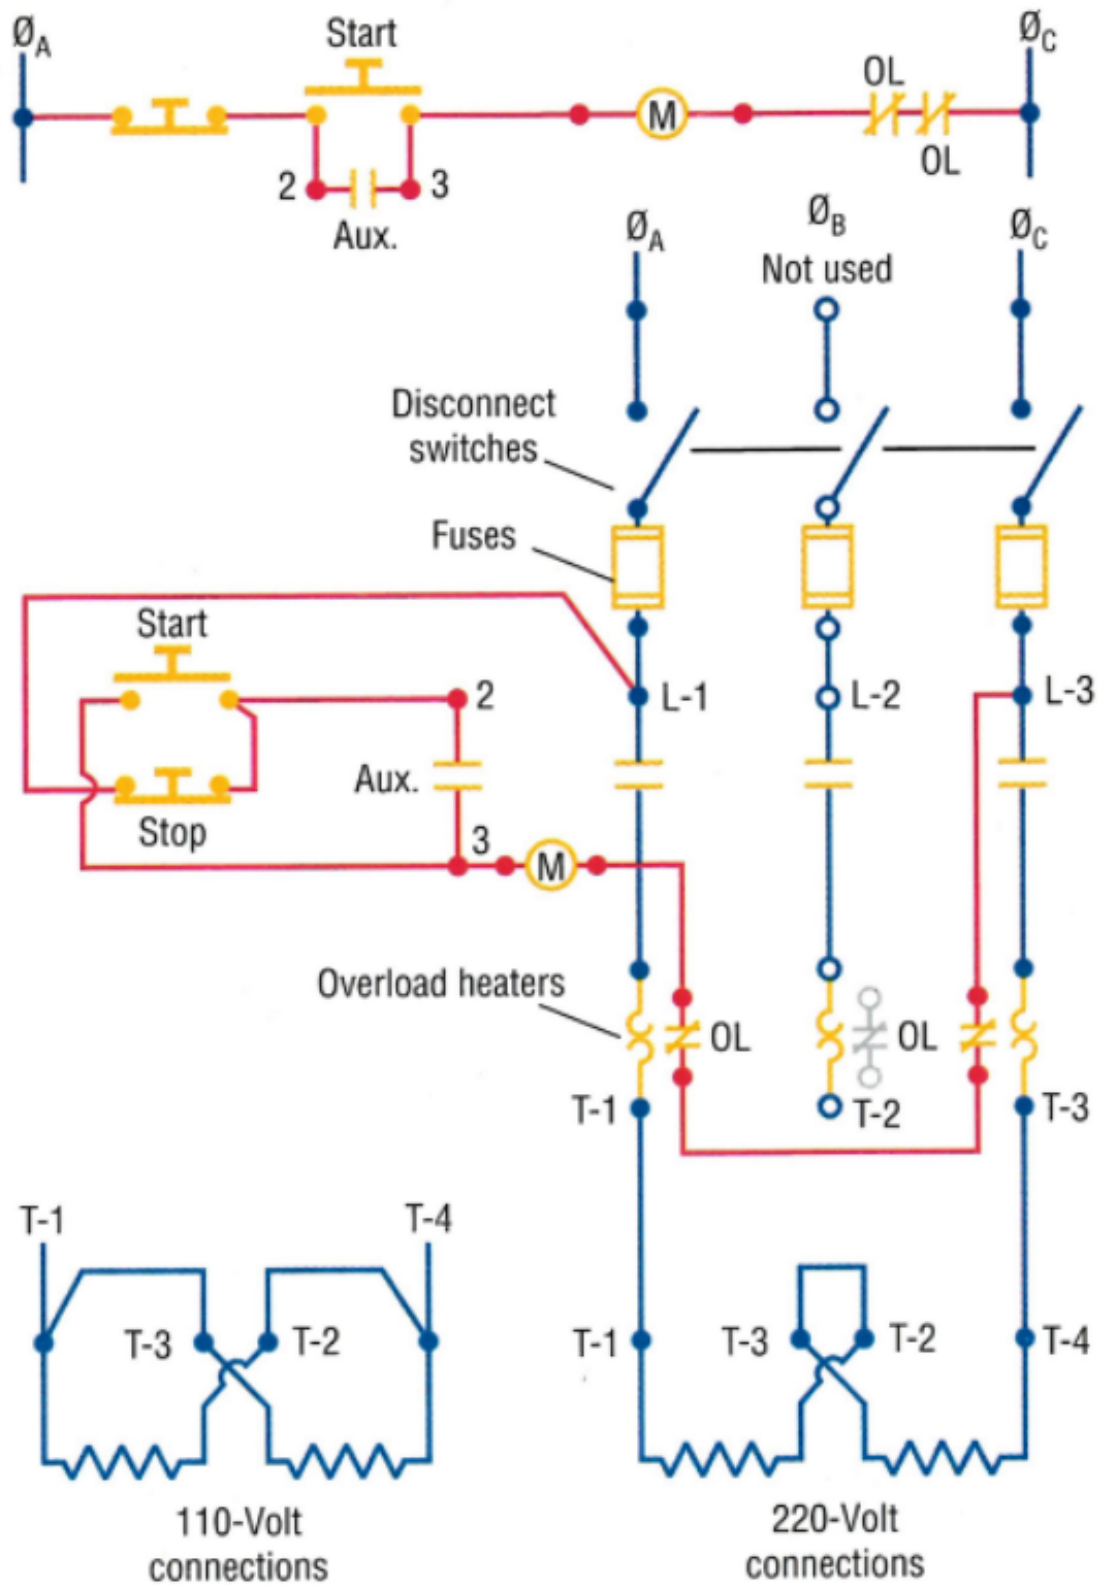 ØA
Start
ØC
OL
M
OL
2
3
Aux.
ØA
ØB
ØC
Not used
Disconnect
switches
Fuses
Start
2
L-1
L-2
L-3
Aux.
Stop
3
M
Overload heaters
OL
OL
T-1
T-2
T-3
T-1
T-4
T-3
T-2
T-1
T-3
T-2
T-4
110-Volt
connections
220-Volt
connections